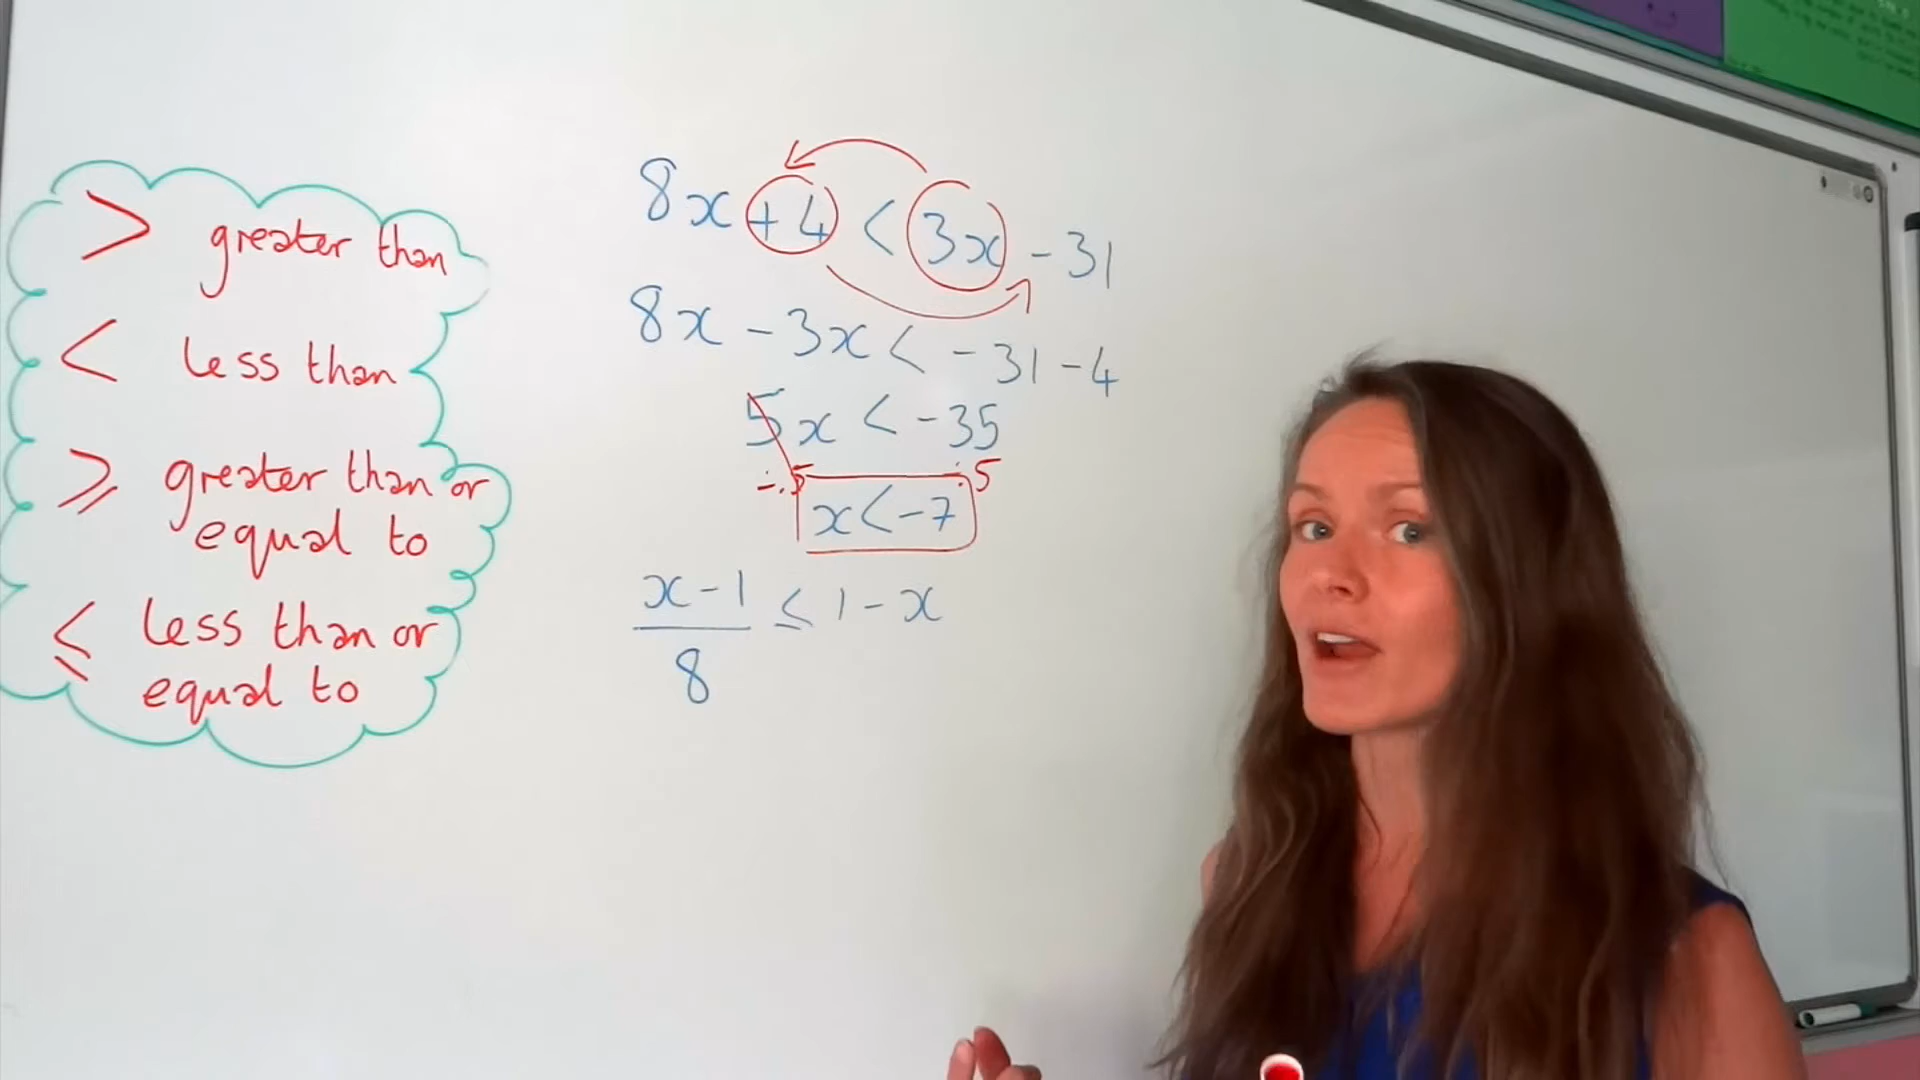 > greater than
< less than
⩾ greater than or
equal to
⩽ less than or
equal to
8x + 4 < 3x - 31
8x - 3x < - 31 - 4
5x < - 35
÷5 ÷5
x < - 7
x - 1
8
≤ 1 - x